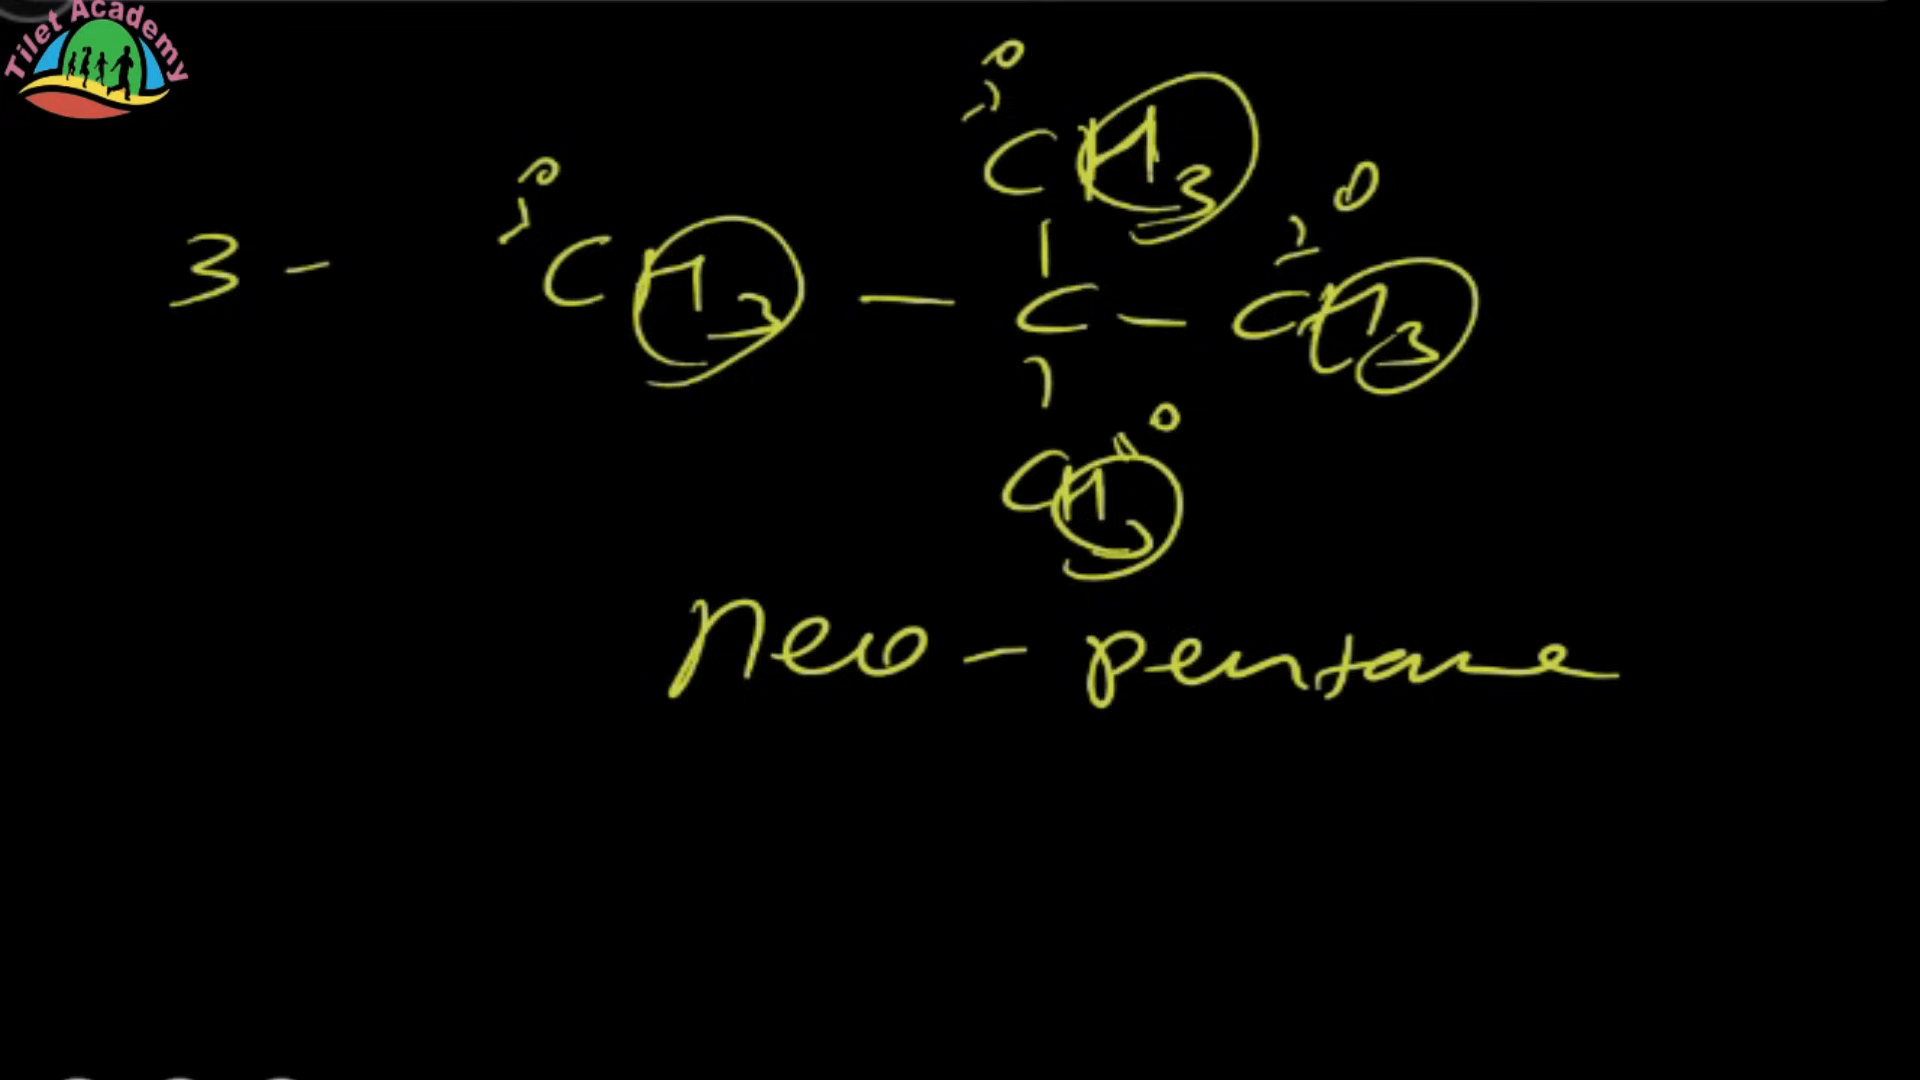 Tilet Academy
1°
CH3
1°
3 - CH3 — C — CH3
1°
1°
CH3
neo - pentane